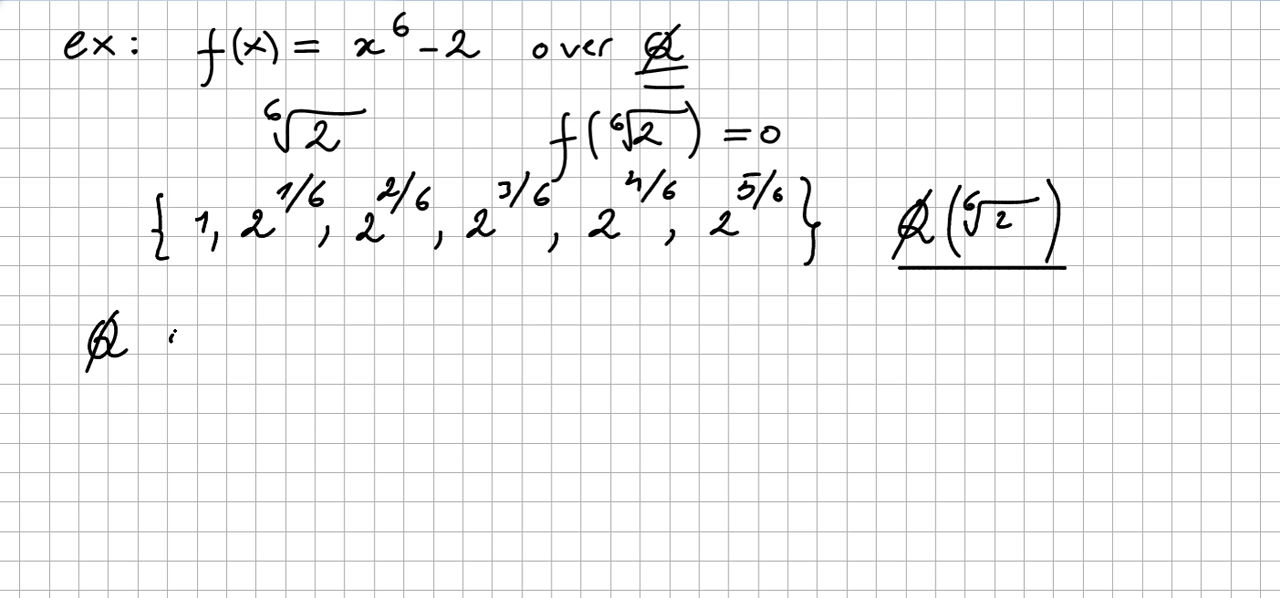 ex: f(x) = x⁶ - 2 over ℚ
⁶√2 f(⁶√2) = 0
{ 1, 2^1/6, 2^2/6, 2^3/6, 2^4/6, 2^5/6 } ℚ(⁶√2)
ℚ